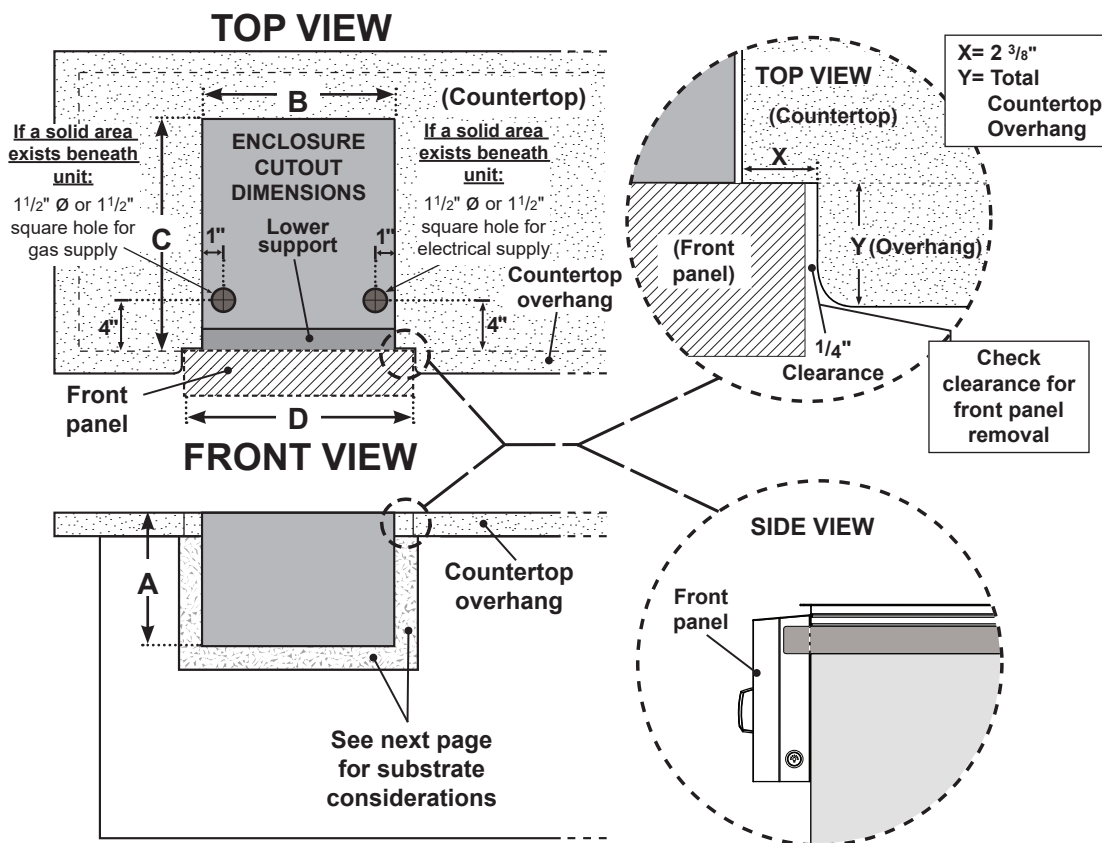 TOP VIEW
B
(Countertop)
If a solid area
exists beneath
unit:
1 1/2" Ø or 1 1/2"
square hole for
gas supply
ENCLOSURE
CUTOUT
DIMENSIONS
If a solid area
exists beneath
unit:
1 1/2" Ø or 1 1/2"
square hole for
electrical supply
C
1"
Lower
support
1"
4"
4"
Countertop
overhang
Front
panel
D
TOP VIEW
(Countertop)
X
(Front
panel)
Y (Overhang)
1/4"
Clearance
X= 2 3/8"
Y= Total
Countertop
Overhang
Check
clearance for
front panel
removal
FRONT VIEW
A
Countertop
overhang
See next page
for substrate
considerations
SIDE VIEW
Front
panel